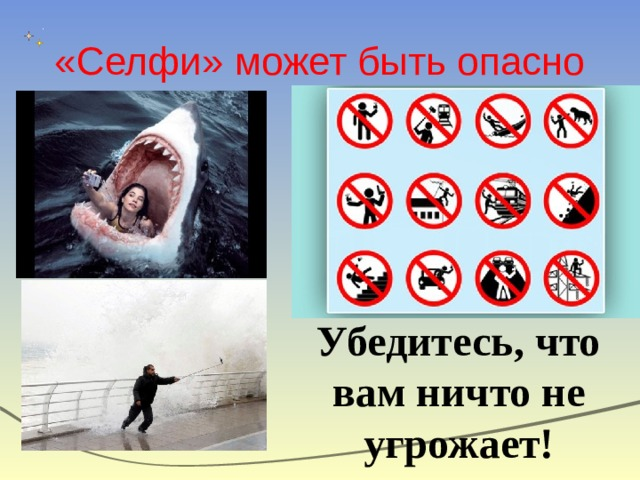 «Селфи» может быть опасно
Убедитесь, что
вам ничто не
угрожает!